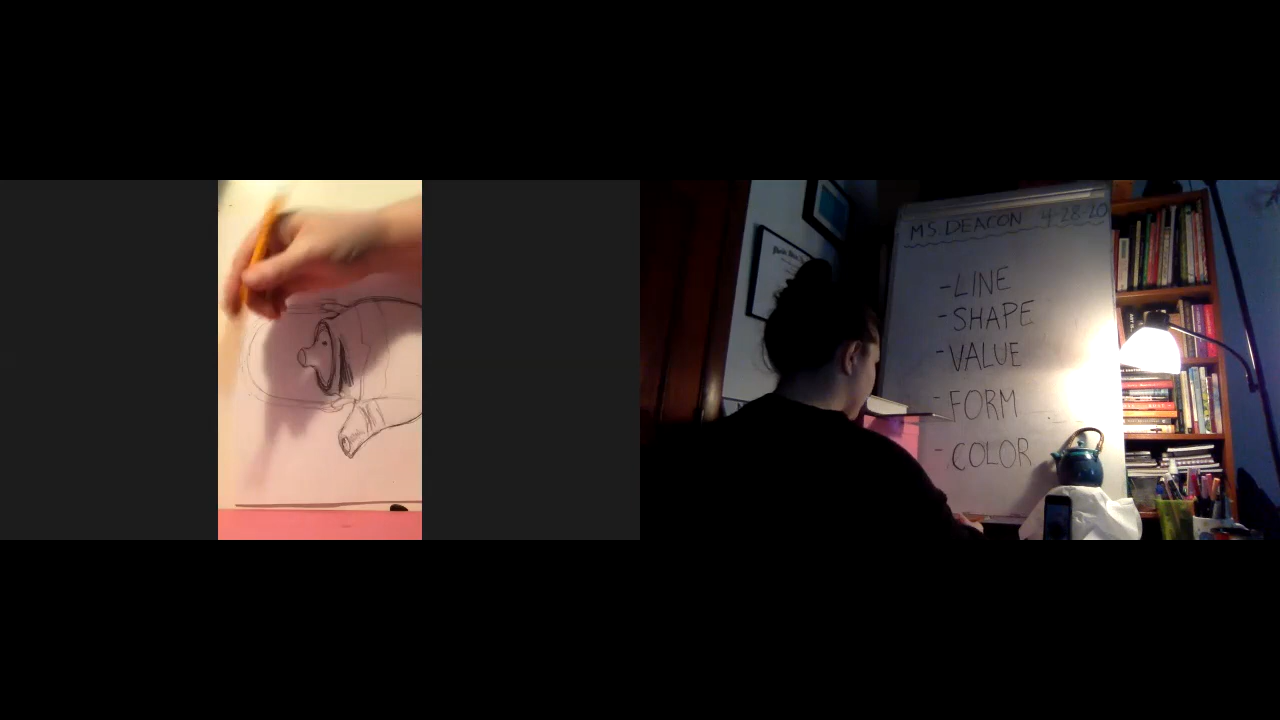 MS. DEACON 4-28-20
- LINE
- SHAPE
- VALUE
- FORM
- COLOR